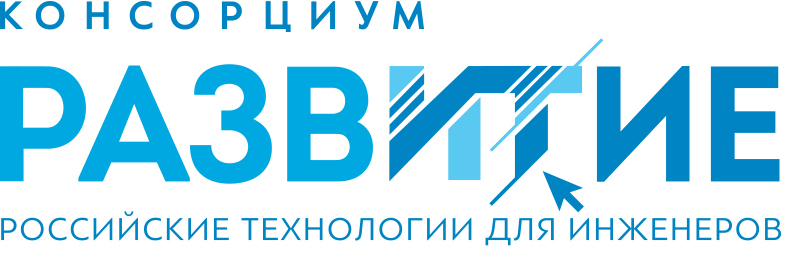 КОНСОРЦИУМ
РАЗВИТИЕ
РОССИЙСКИЕ ТЕХНОЛОГИИ ДЛЯ ИНЖЕНЕРОВ